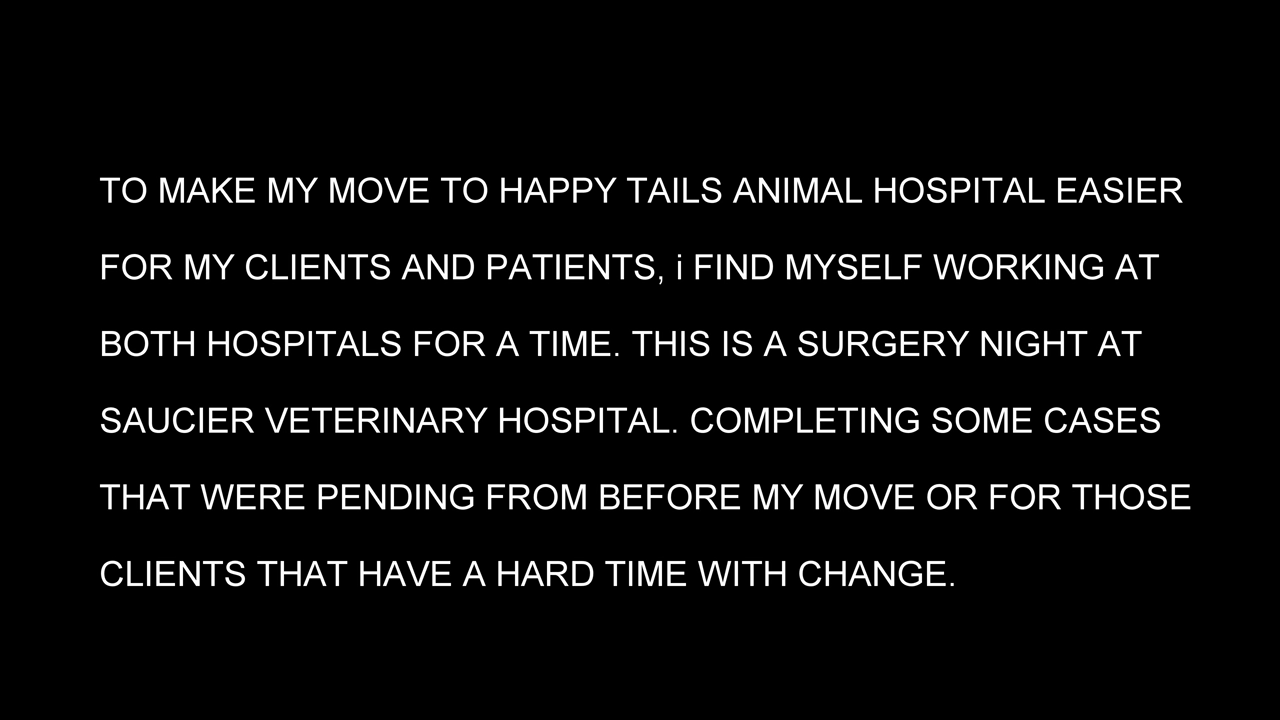 TO MAKE MY MOVE TO HAPPY TAILS ANIMAL HOSPITAL EASIER
FOR MY CLIENTS AND PATIENTS, i FIND MYSELF WORKING AT
BOTH HOSPITALS FOR A TIME. THIS IS A SURGERY NIGHT AT
SAUCIER VETERINARY HOSPITAL. COMPLETING SOME CASES
THAT WERE PENDING FROM BEFORE MY MOVE OR FOR THOSE
CLIENTS THAT HAVE A HARD TIME WITH CHANGE.